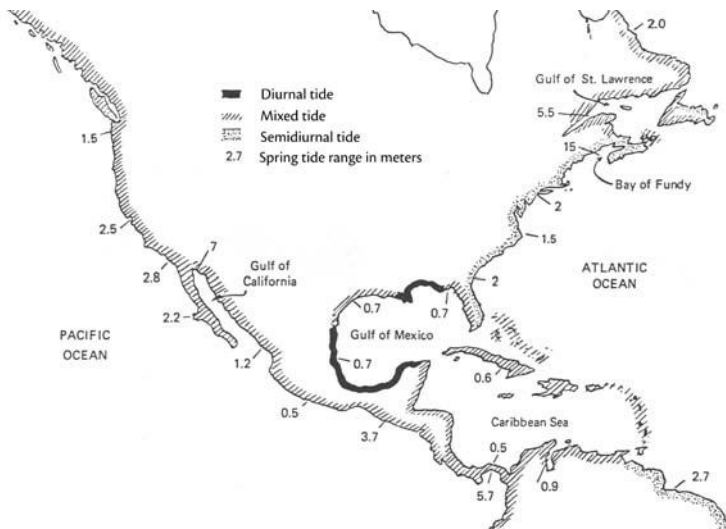 2.0
Gulf of St. Lawrence
5.5
15
Bay of Fundy
Diurnal tide
Mixed tide
Semidiurnal tide
2.7 Spring tide range in meters
1.5
2
1.5
2.5
2
2.8
7
Gulf of
California
ATLANTIC
OCEAN
0.7
0.7
2.2
PACIFIC
OCEAN
Gulf of Mexico
0.7
1.2
0.6
0.5
3.7
Caribbean Sea
0.5
5.7
0.9
2.7